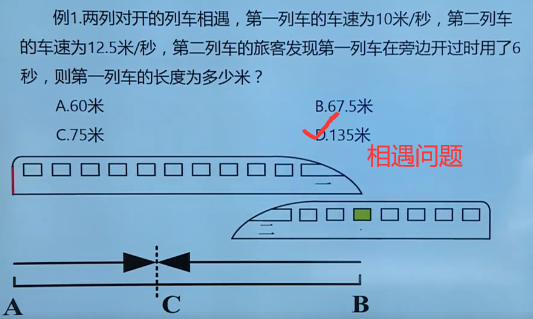 例1.两列对开的列车相遇，第一列车的车速为10米/秒，第二列车
的车速为12.5米/秒，第二列车的旅客发现第一列车在旁边开过时用了6
秒，则第一列车的长度为多少米？
A.60米 B.67.5米
C.75米 D.135米
相遇问题
一
二
A C B